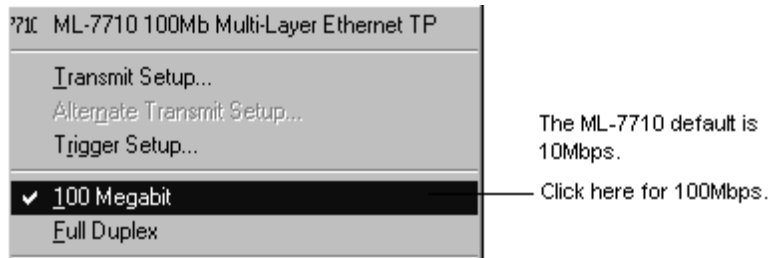 7710 ML-7710 100Mb Multi-Layer Ethernet TP
Transmit Setup...
Alternate Transmit Setup...
Trigger Setup...
The ML-7710 default is
10Mbps.
✔ 100 Megabit
Click here for 100Mbps.
Full Duplex